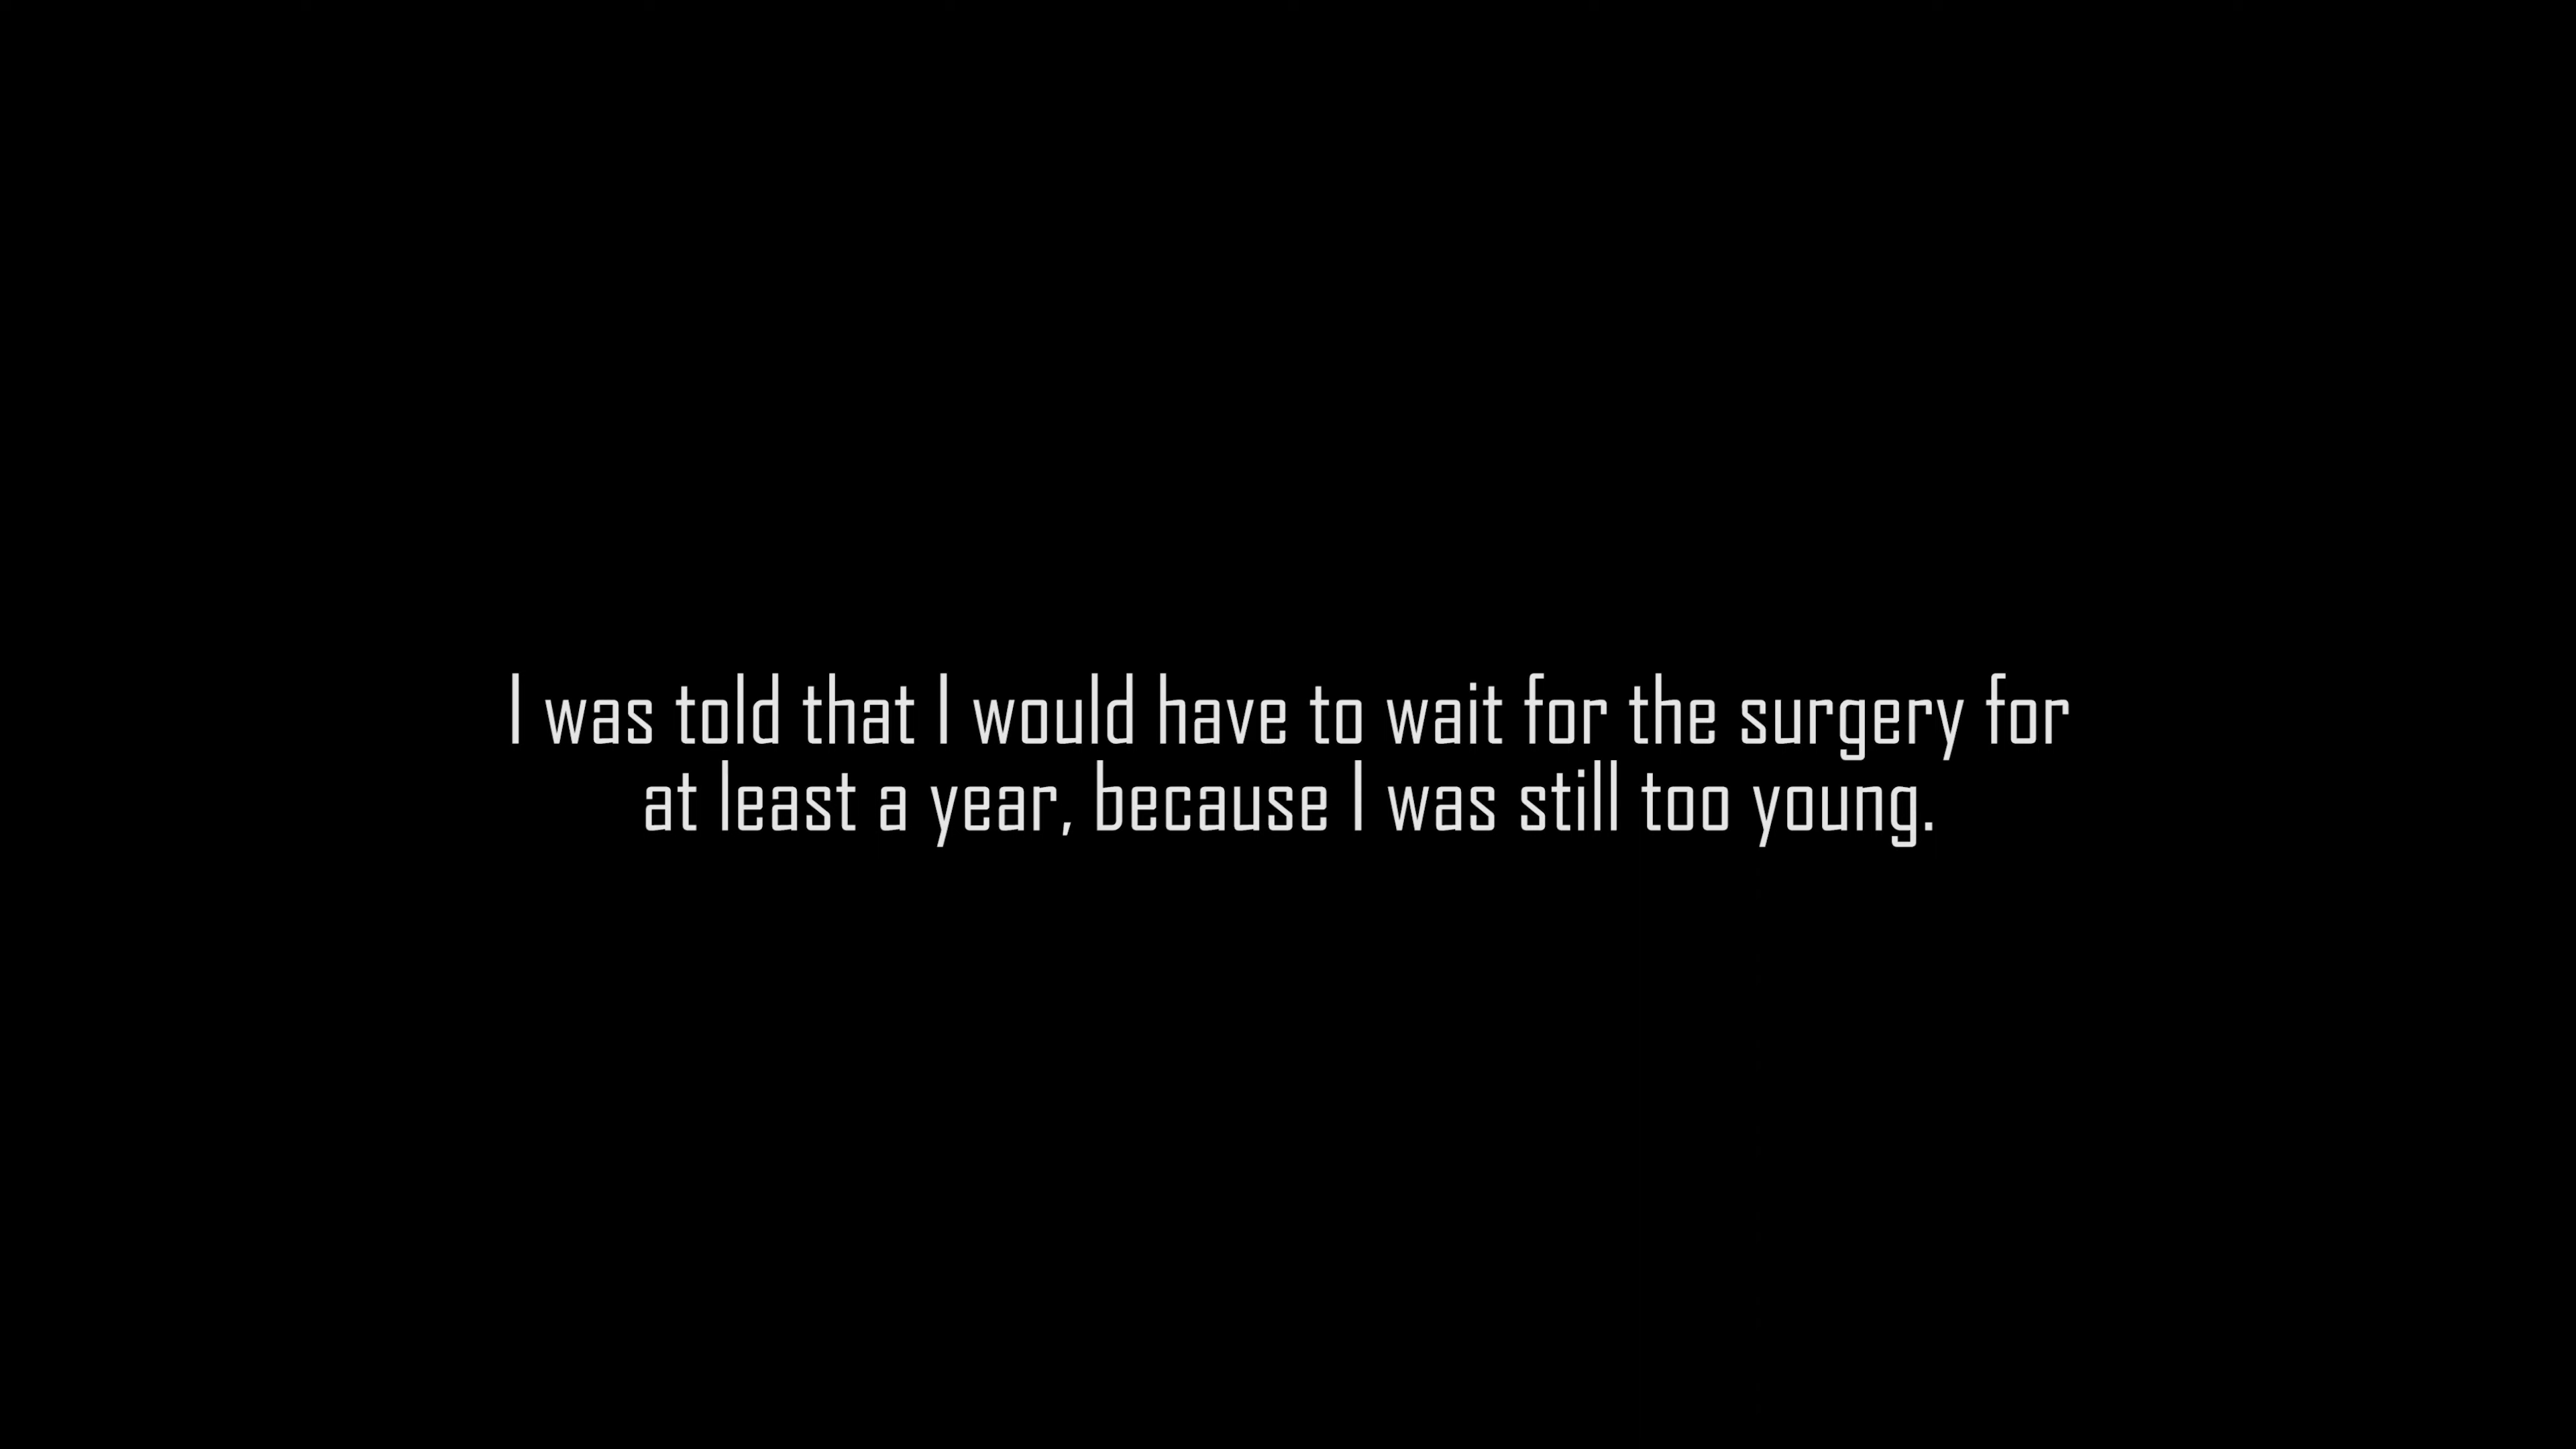 I was told that I would have to wait for the surgery for
at least a year, because I was still too young.